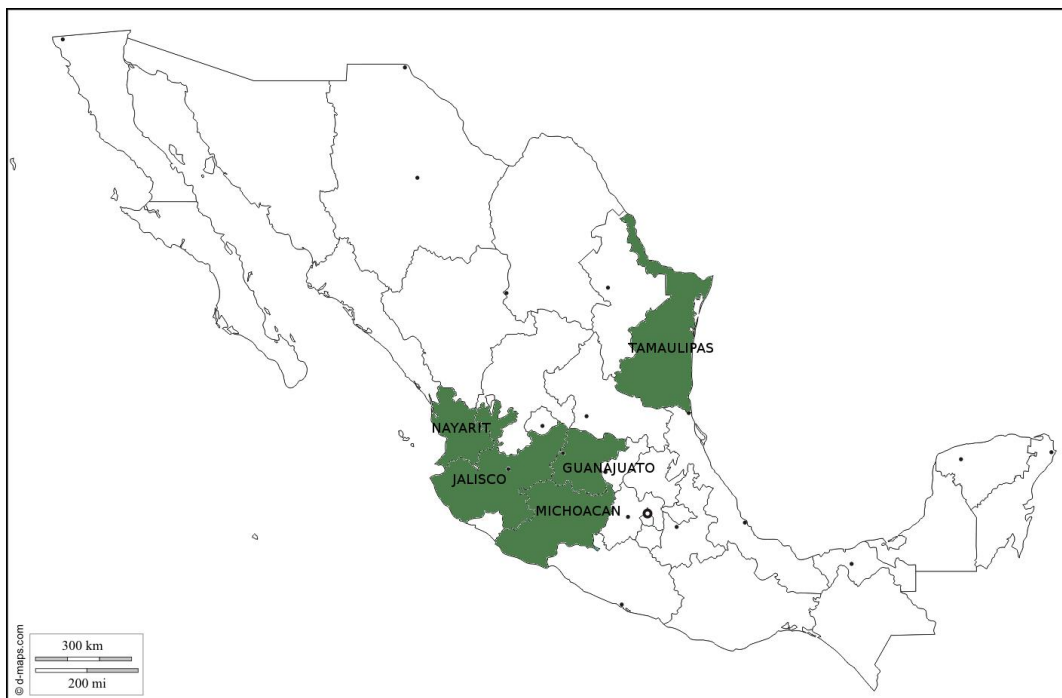 TAMAULIPAS
NAYARIT
GUANAJUATO
JALISCO
MICHOACAN
300 km
200 mi
© d-maps.com